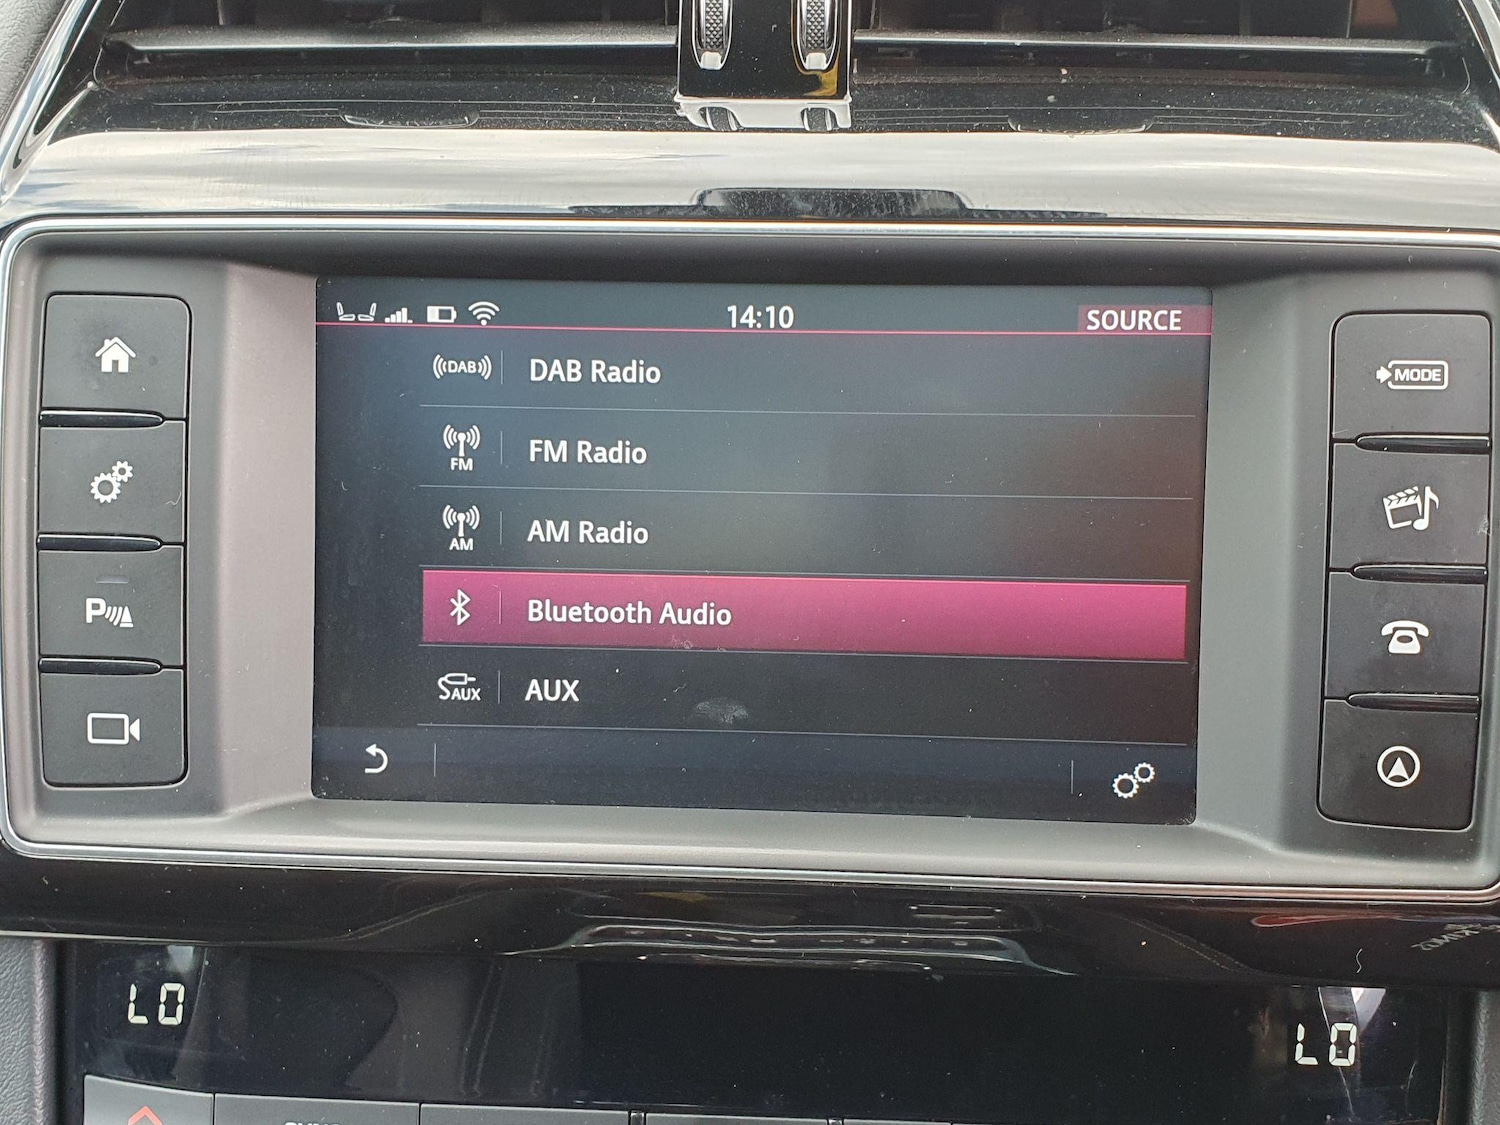 14:10
SOURCE
DAB
DAB Radio
FM
FM Radio
AM
AM Radio
Bluetooth Audio
AUX
AUX
P
MODE
LO
LO